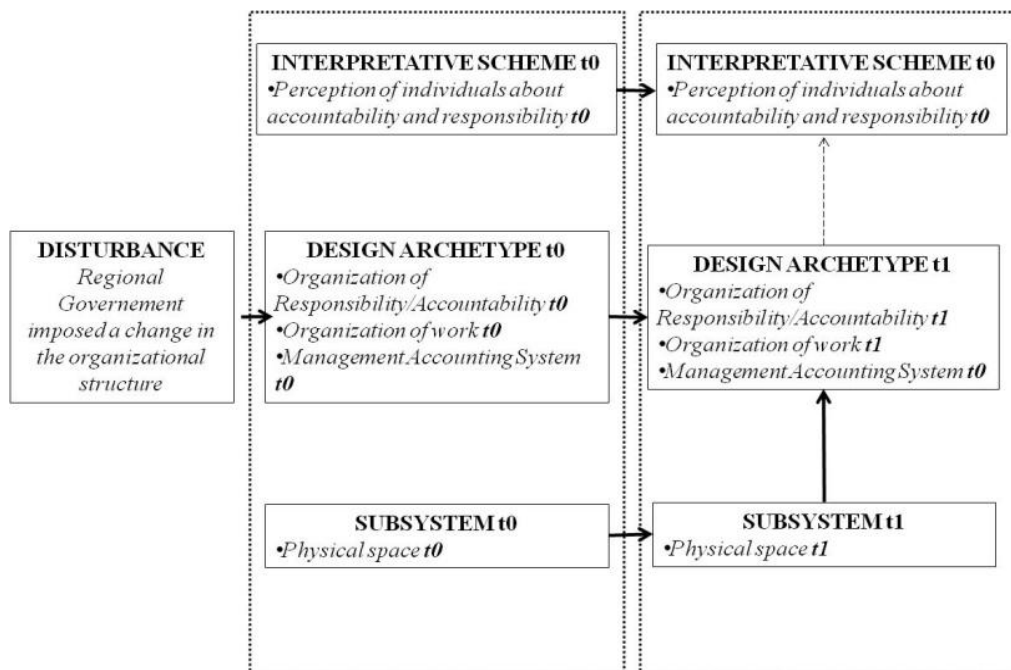 INTERPRETATIVE SCHEME t0
•Perception of individuals about
accountability and responsibility t0
INTERPRETATIVE SCHEME t0
•Perception of individuals about
accountability and responsibility t0
DISTURBANCE
Regional
Governement
imposed a change in
the organizational
structure
DESIGN ARCHETYPE t0
•Organization of
Responsibility/Accountability t0
•Organization of work t0
•Management Accounting System
t0
DESIGN ARCHETYPE t1
•Organization of
Responsibility/Accountability t1
•Organization of work t1
•Management Accounting System t0
SUBSYSTEM t0
•Physical space t0
SUBSYSTEM t1
•Physical space t1